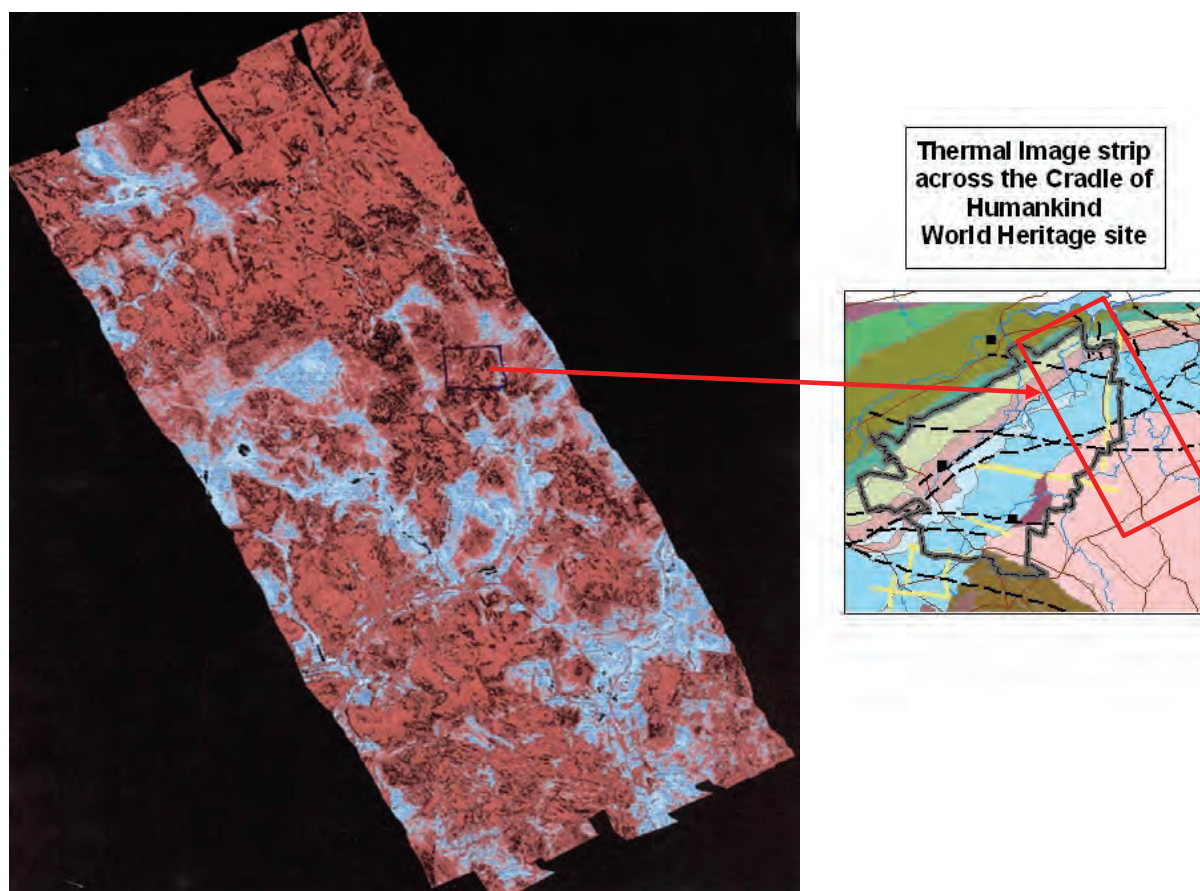 Thermal Image strip
across the Cradle of
Humankind
World Heritage site